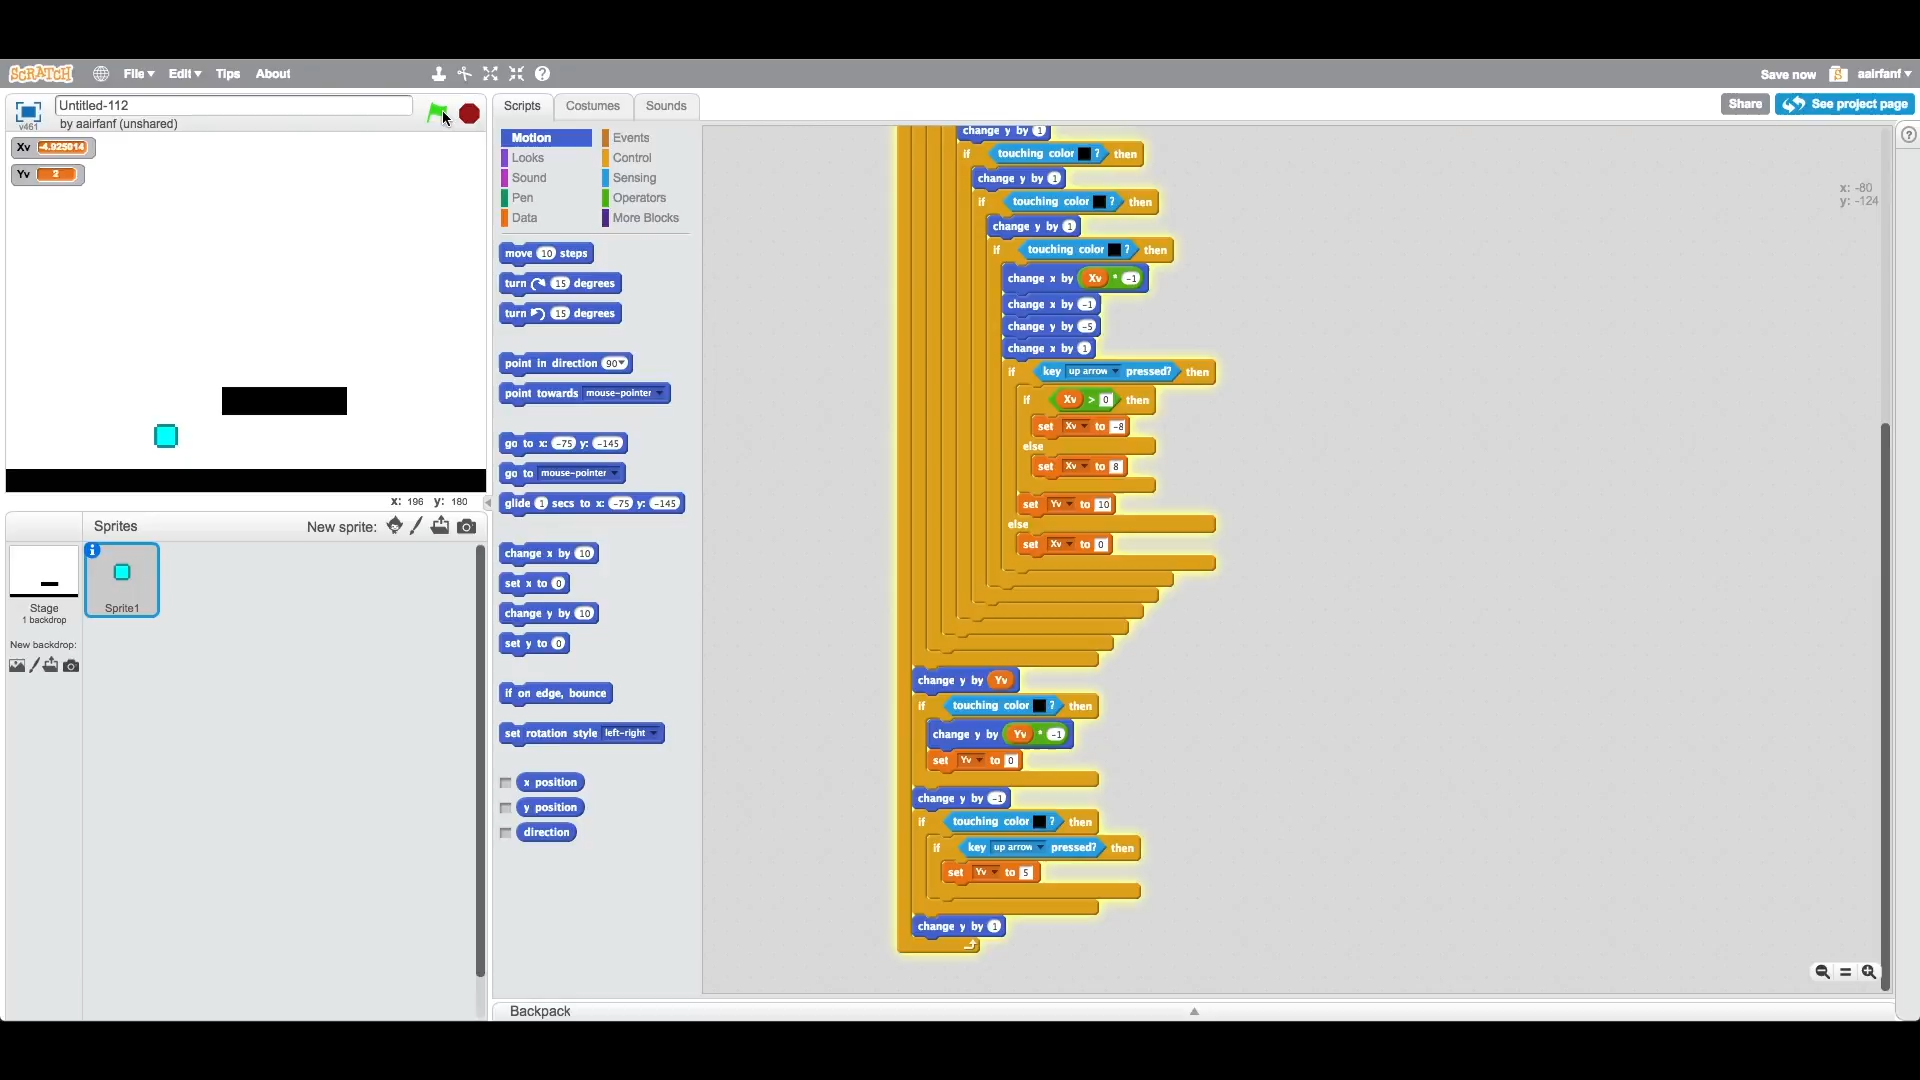 SCRATCH File Edit Tips About Save now aairfanf
Untitled-112
by aairfanf (unshared)
v461
Scripts Costumes Sounds
Share See project page
Xv -4.925014
Yv 2
x: 196 y: 180
Motion Events
Looks Control
Sound Sensing
Pen Operators
Data More Blocks
move 10 steps
turn 15 degrees
turn 15 degrees
point in direction 90
point towards mouse-pointer
go to x: -75 y: -145
go to mouse-pointer
glide 1 secs to x: -75 y: -145
change x by 10
set x to 0
change y by 10
set y to 0
if on edge, bounce
set rotation style left-right
x position
y position
direction
change y by 1
if touching color ? then
change y by 1
if touching color ? then
change y by 1
if touching color ? then
change x by Xv * -1
change x by -1
change y by -5
change x by 1
if key up arrow pressed? then
if Xv > 0 then
set Xv to -8
else
set Xv to 8
set Yv to 10
else
set Xv to 0
change y by Yv
if touching color ? then
change y by Yv * -1
set Yv to 0
change y by -1
if touching color ? then
if key up arrow pressed? then
set Yv to 5
change y by 1
x: -80
y: -124
Sprites New sprite:
Stage
1 backdrop
New backdrop:
Sprite1
Backpack